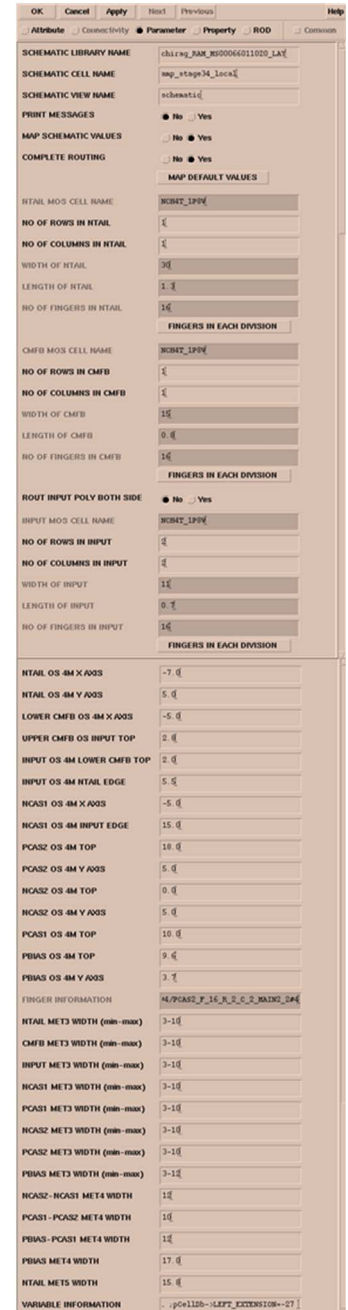 OK Cancel Apply Next Previous Help
Attribute Connectivity Parameter Property ROD Common
SCHEMATIC LIBRARY NAME chirag_RAM_MS00066011020_LAY
SCHEMATIC CELL NAME amp_stage34_local
SCHEMATIC VIEW NAME schematic
PRINT MESSAGES No Yes
MAP SCHEMATIC VALUES No Yes
COMPLETE ROUTING No Yes
MAP DEFAULT VALUES
NTAIL MOS CELL NAME NCH4T_1P8V
NO OF ROWS IN NTAIL 1
NO OF COLUMNS IN NTAIL 1
WIDTH OF NTAIL 30
LENGTH OF NTAIL
NO OF FINGERS IN NTAIL 16
FINGERS IN EACH DIVISION
CMFB MOS CELL NAME NCH4T_1P8V
NO OF ROWS IN CMFB 1
NO OF COLUMNS IN CMFB 1
WIDTH OF CMFB 15
LENGTH OF CMFB
NO OF FINGERS IN CMFB 16
FINGERS IN EACH DIVISION
ROUT INPUT POLY BOTH SIDE No Yes
INPUT MOS CELL NAME NCH4T_1P8V
NO OF ROWS IN INPUT
NO OF COLUMNS IN INPUT
WIDTH OF INPUT 11
LENGTH OF INPUT 0.7
NO OF FINGERS IN INPUT 16
FINGERS IN EACH DIVISION
NTAIL OS 4M X AXIS -7.0
NTAIL OS 4M Y AXIS 5.0
LOWER CMFB OS 4M X AXIS -5.0
UPPER CMFB OS INPUT TOP 2.0
INPUT OS 4M LOWER CMFB TOP 2.0
INPUT OS 4M NTAIL EDGE 5.5
NCAS1 OS 4M X AXIS -5.0
NCAS1 OS 4M INPUT EDGE 15.0
PCAS2 OS 4M TOP 10.0
PCAS2 OS 4M Y AXIS 5.0
NCAS2 OS 4M TOP 0.0
NCAS2 OS 4M Y AXIS 5.0
PCAS1 OS 4M TOP 10.0
PBIAS OS 4M TOP 9.6
PBIAS OS 4M Y AXIS 3.7
FINGER INFORMATION #4/PCAS2_F_16_R_2_C_2_MAIN2_2#4
NTAIL MET3 WIDTH (min-max) 3-10
CMFB MET3 WIDTH (min-max) 3-10
INPUT MET3 WIDTH (min-max) 3-10
NCAS1 MET3 WIDTH (min-max) 3-10
PCAS1 MET3 WIDTH (min-max) 3-10
NCAS2 MET3 WIDTH (min-max) 3-10
PCAS2 MET3 WIDTH (min-max) 3-10
PBIAS MET3 WIDTH (min-max) 3-12
NCAS2-NCAS1 MET4 WIDTH 12
PCAS1-PCAS2 MET4 WIDTH 10
PBIAS-PCAS1 MET4 WIDTH 12
PBIAS MET4 WIDTH 17.0
NTAIL MET5 WIDTH 15.0
VARIABLE INFORMATION . ;pCellDb->LEFT_EXTENSION=-27